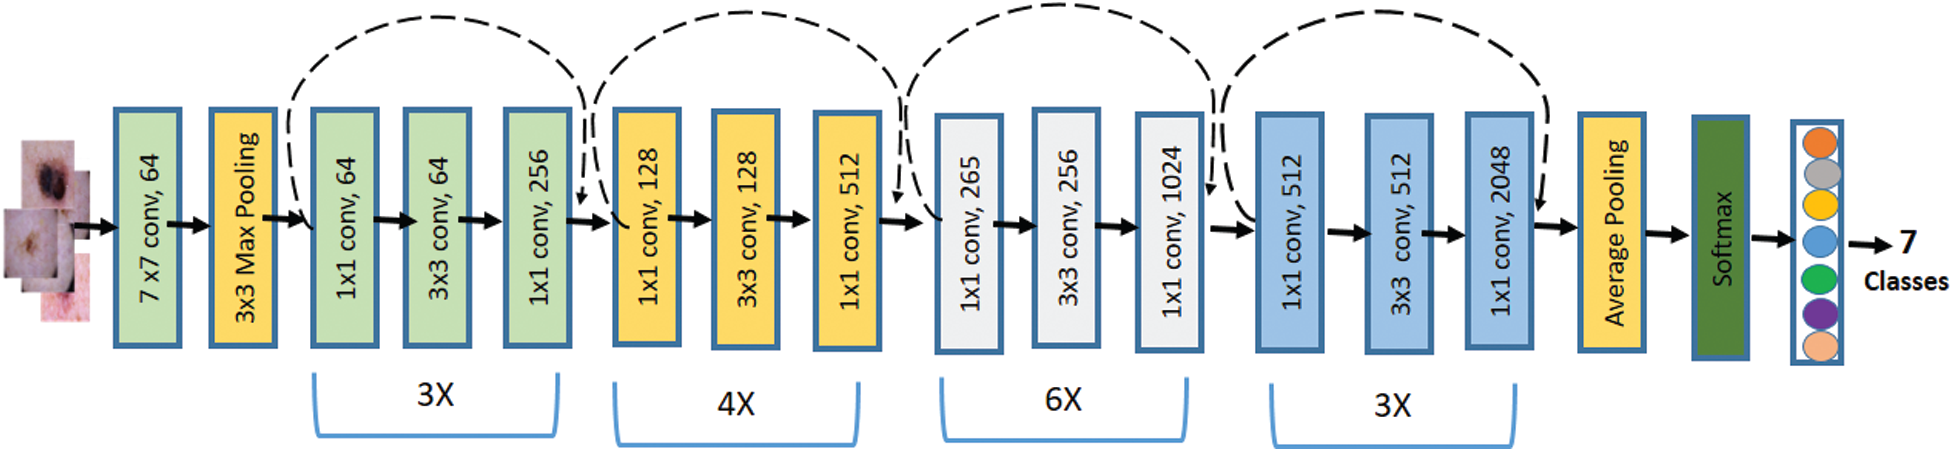 7 x7 conv, 64
3x3 Max Pooling
1x1 conv, 64
3x3 conv, 64
1x1 conv, 256
1x1 conv, 128
3x3 conv, 128
1x1 conv, 512
1x1 conv, 265
3x3 conv, 256
1x1 conv, 1024
1x1 conv, 512
3x3 conv, 512
1x1 conv, 2048
Average Pooling
Softmax
7
Classes
3X
4X
6X
3X